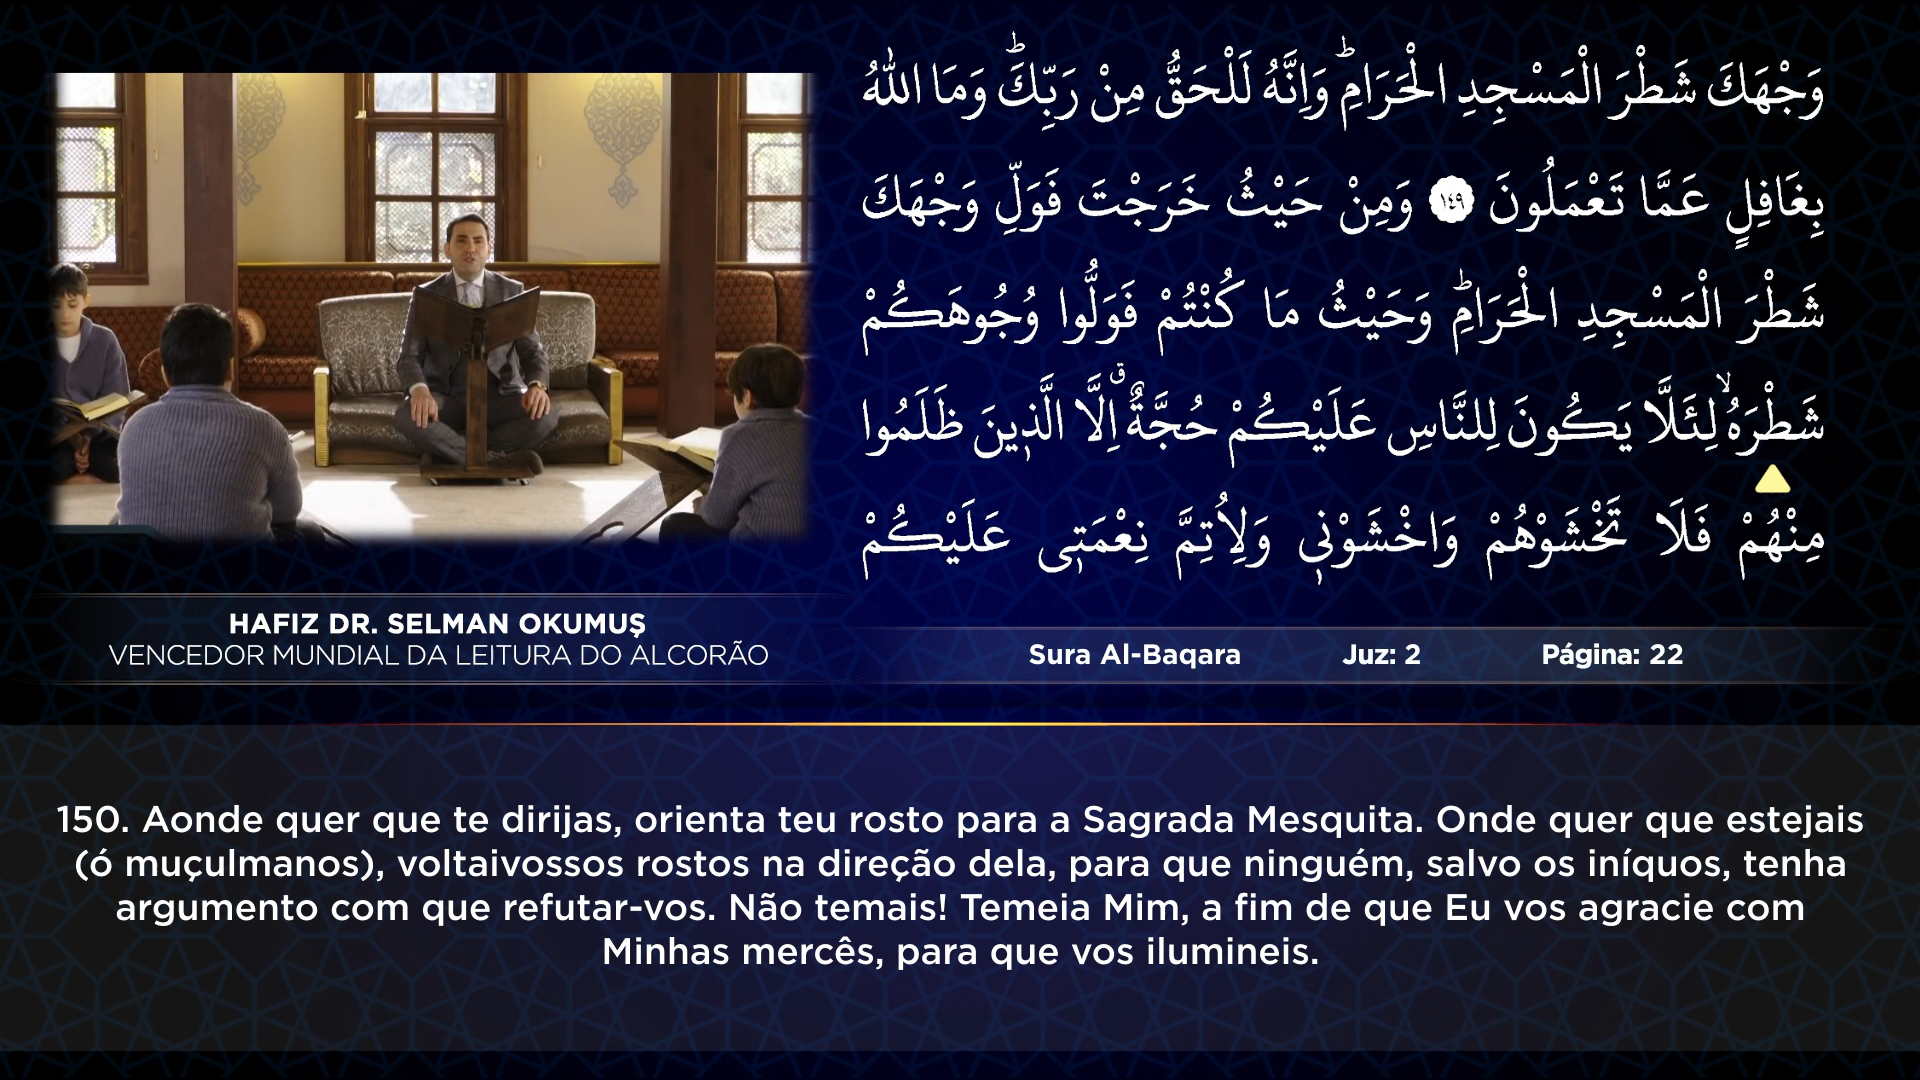 وَجْهَكَ شَطْرَ الْمَسْجِدِ الْحَرَامِۜ وَاِنَّهُ لَلْحَقُّ مِنْ رَبِّكَۜ وَمَا اللّٰهُ
بِغَافِلٍ عَمَّا تَعْمَلُونَ ﴿١٤٩﴾ وَمِنْ حَيْثُ خَرَجْتَ فَوَلِّ وَجْهَكَ
شَطْرَ الْمَسْجِدِ الْحَرَامِۜ وَحَيْثُ مَا كُنْتُمْ فَوَلُّوا وُجُوهَكُمْ
شَطْرَهُۙ لِئَلَّا يَكُونَ لِلنَّاسِ عَلَيْكُمْ حُجَّةٌۗ اِلَّا الَّذ۪ينَ ظَلَمُوا
مِنْهُمْ فَلَا تَخْشَوْهُمْ وَاخْشَوْن۪ي وَلِاُتِمَّ نِعْمَت۪ي عَلَيْكُمْ
HAFIZ DR. SELMAN OKUMUŞ
VENCEDOR MUNDIAL DA LEITURA DO ALCORÃO
Sura Al-Baqara Juz: 2 Página: 22
150. Aonde quer que te dirijas, orienta teu rosto para a Sagrada Mesquita. Onde quer que estejais
(ó muçulmanos), voltaivossos rostos na direção dela, para que ninguém, salvo os iníquos, tenha
argumento com que refutar-vos. Não temais! Temeia Mim, a fim de que Eu vos agracie com
Minhas mercês, para que vos ilumineis.